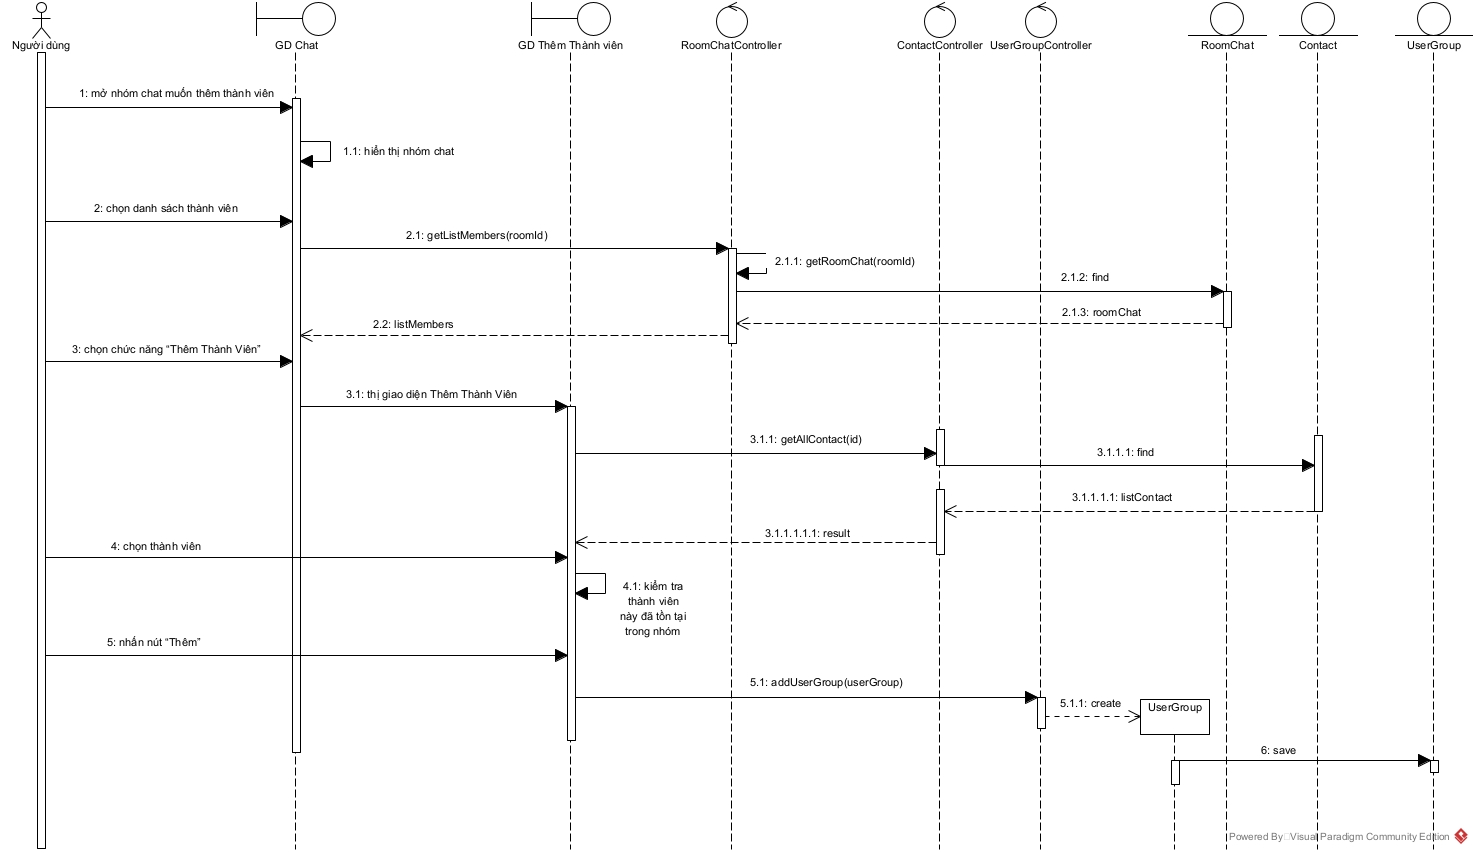 Người dùng
GD Chat
GD Thêm Thành viên
RoomChatController
ContactController
UserGroupController
RoomChat
Contact
UserGroup
1: mở nhóm chat muốn thêm thành viên
1.1: hiển thị nhóm chat
2: chọn danh sách thành viên
2.1: getListMembers(roomId)
2.1.1: getRoomChat(roomId)
2.1.2: find
2.1.3: roomChat
2.2: listMembers
3: chọn chức năng “Thêm Thành Viên”
3.1: thị giao diện Thêm Thành Viên
3.1.1: getAllContact(id)
3.1.1.1: find
3.1.1.1.1: listContact
3.1.1.1.1.1: result
4: chọn thành viên
4.1: kiểm tra
thành viên
này đã tồn tại
trong nhóm
5: nhấn nút “Thêm”
5.1: addUserGroup(userGroup)
5.1.1: create
UserGroup
6: save
Powered By Visual Paradigm Community Edition